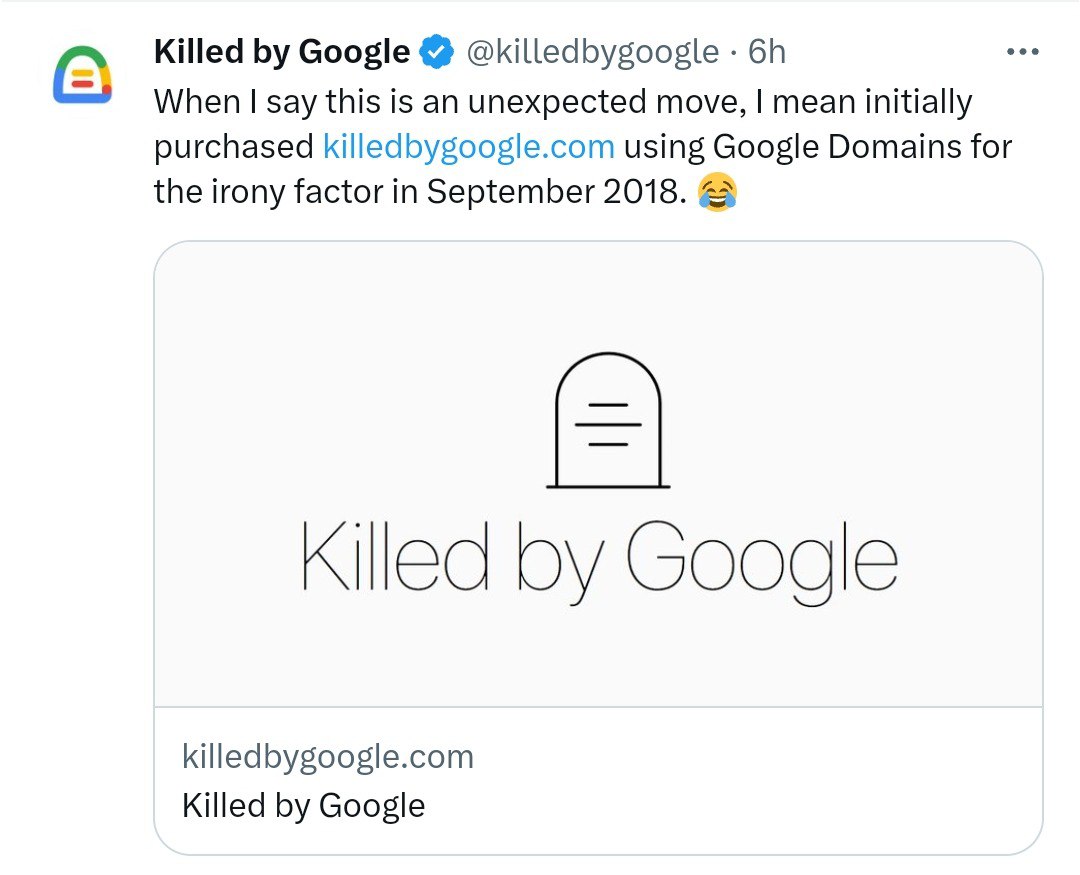 Killed by Google @killedbygoogle · 6h
When I say this is an unexpected move, I mean initially
purchased killedbygoogle.com using Google Domains for
the irony factor in September 2018. 😂
Killed by Google
killedbygoogle.com
Killed by Google